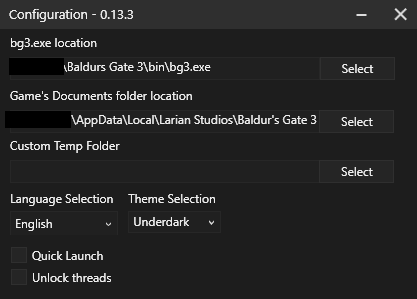 Configuration - 0.13.3
bg3.exe location
\Baldurs Gate 3\bin\bg3.exe
Select
Game's Documents folder location
\AppData\Local\Larian Studios\Baldur's Gate 3
Select
Custom Temp Folder
Select
Language Selection Theme Selection
English Underdark
Quick Launch
Unlock threads